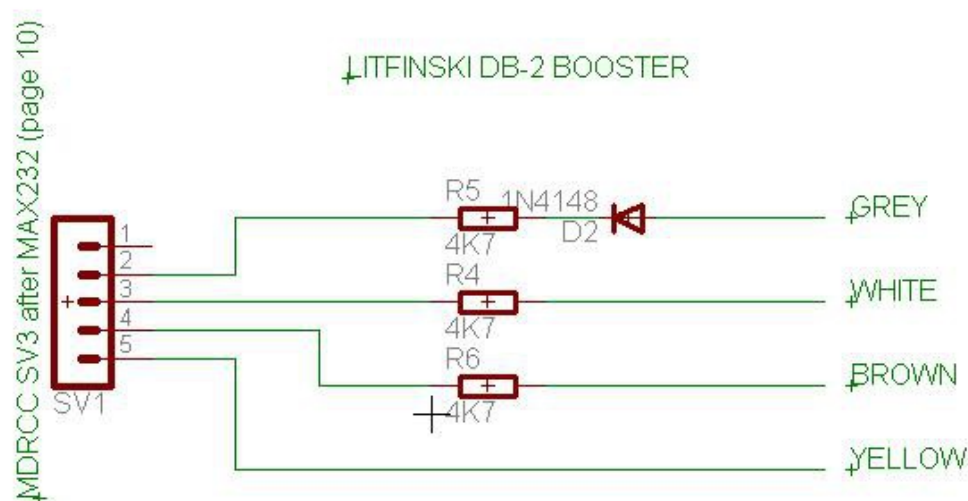 MDRCC SV3 after MAX232 (page 10)
LITFINSKI DB-2 BOOSTER
R5
1N4148
D2
4K7
GREY
1
2
3
4
5
SV1
R4
4K7
WHITE
R6
4K7
BROWN
YELLOW